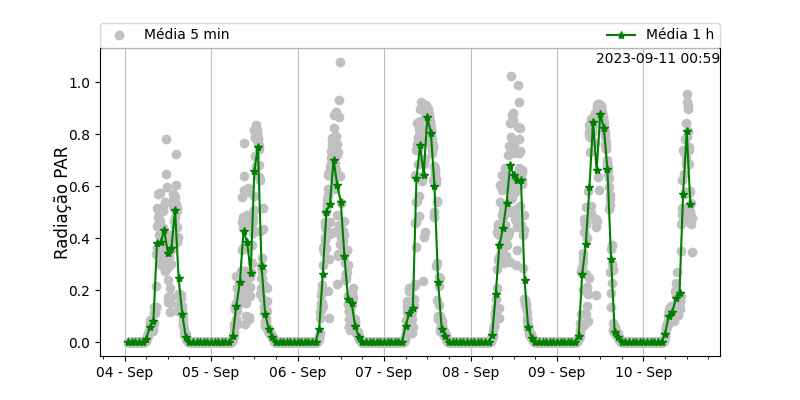 Média 5 min
Média 1 h
2023-09-11 00:59
Radiação PAR
1.0
0.8
0.6
0.4
0.2
0.0
04 - Sep
05 - Sep
06 - Sep
07 - Sep
08 - Sep
09 - Sep
10 - Sep